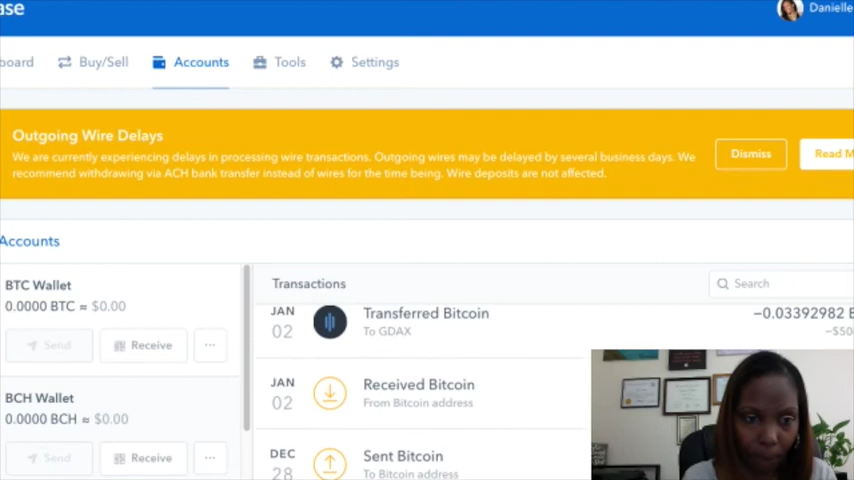 ase
Danielle
board
Buy/Sell
Accounts
Tools
Settings
Outgoing Wire Delays
We are currently experiencing delays in processing wire transactions. Outgoing wires may be delayed by several business days. We
recommend withdrawing via ACH bank transfer instead of wires for the time being. Wire deposits are not affected.
Dismiss
Read M
Accounts
BTC Wallet
0.0000 BTC ≈ $0.00
Send
Receive
...
BCH Wallet
0.0000 BCH ≈ $0.00
Send
Receive
...
Transactions
Search
JAN
02
Transferred Bitcoin
To GDAX
−0.03392982 B
−$50
JAN
02
Received Bitcoin
From Bitcoin address
DEC
28
Sent Bitcoin
To Bitcoin address